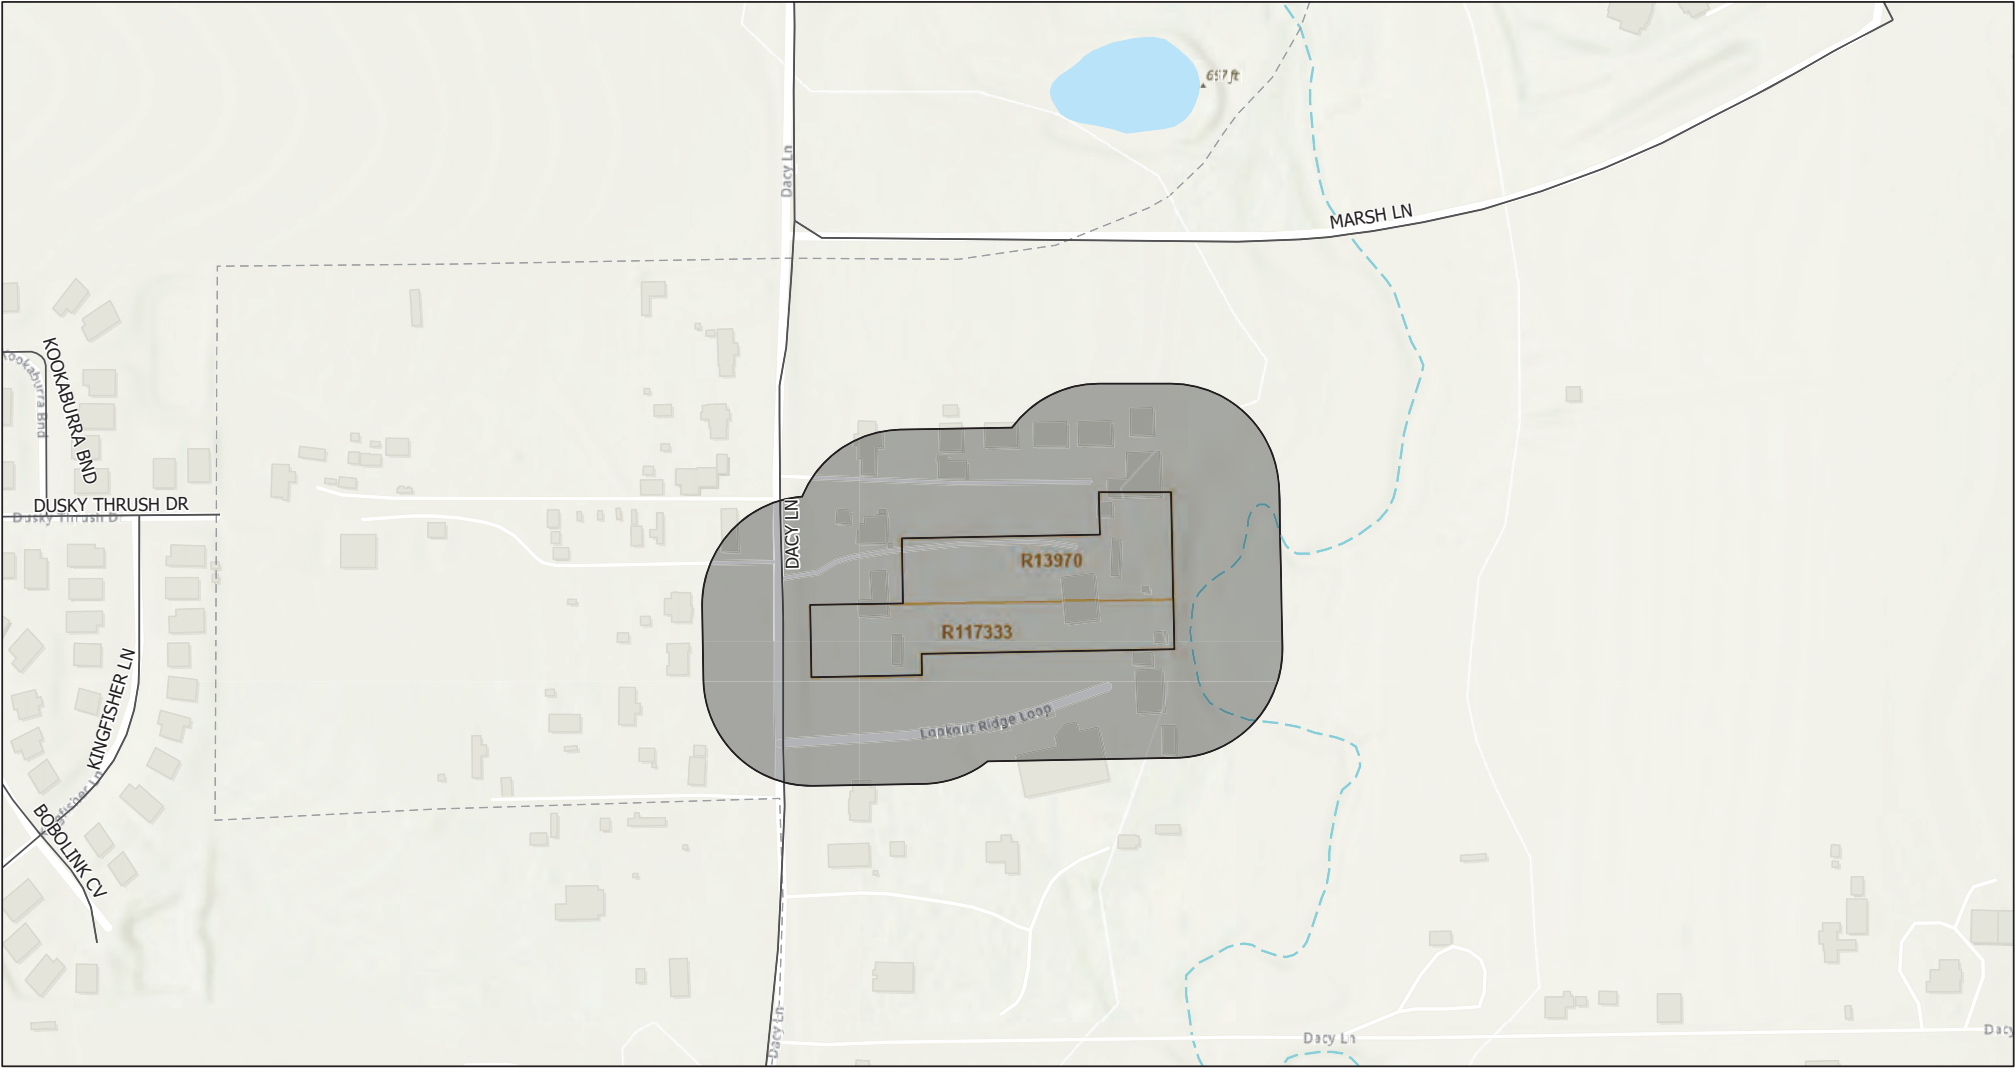 657 ft
Dacy Ln
MARSH LN
KOOKABURRA BND
Kookaburra Bnd
DUSKY THRUSH DR
Dusky Thrush Dr
DACY LN
R13970
R117333
KINGFISHER LN
Lookout Ridge Loop
BOBOLINK CV
Dacy Ln
Dacy Ln
Dacy